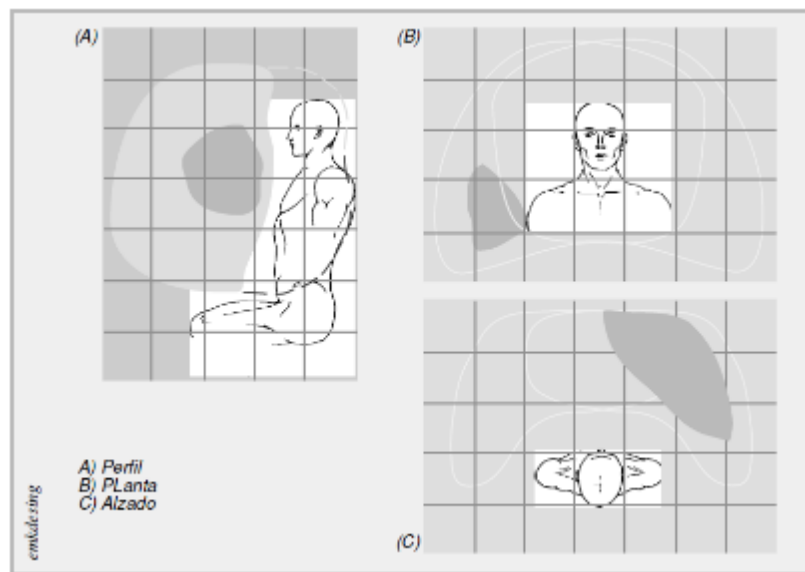 (A)
(B)
A) Perfil
B) PLanta
C) Alzado
(C)
emkdesing